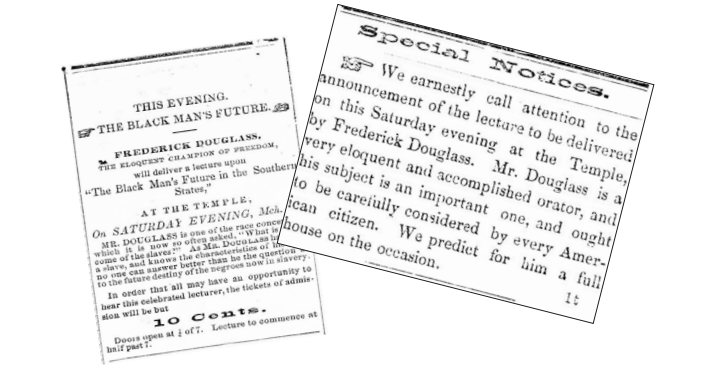 THIS EVENING.
THE BLACK MAN'S FUTURE.
FREDERICK DOUGLASS,
THE ELOQUENT CHAMPION OF FREEDOM,
will deliver a lecture upon
"The Black Man's Future in the Southern
States,"
AT THE TEMPLE,
On SATURDAY EVENING, Mch.
MR. DOUGLASS is one of the race conce
which it is now so often asked, "What is
come of the slaves?" As MR. DOUGLASS h
a slave, and knows the characteristics of
no one can answer better than he the question
to the future destiny of the negroes now in slavery.
In order that all may have an opportunity to
hear this celebrated lecturer, the tickets of admis-
sion will be but
10 Cents.
Doors open at ½ of 7. Lecture to commence at
half past 7.
Special Notices.
We earnestly call attention to the
announcement of the lecture to be delivered
on this Saturday evening at the Temple,
by Frederick Douglass. Mr. Douglass is a
very eloquent and accomplished orator, and
his subject is an important one, and ought
to be carefully considered by every Amer-
ican citizen. We predict for him a full
house on the occasion.
1t